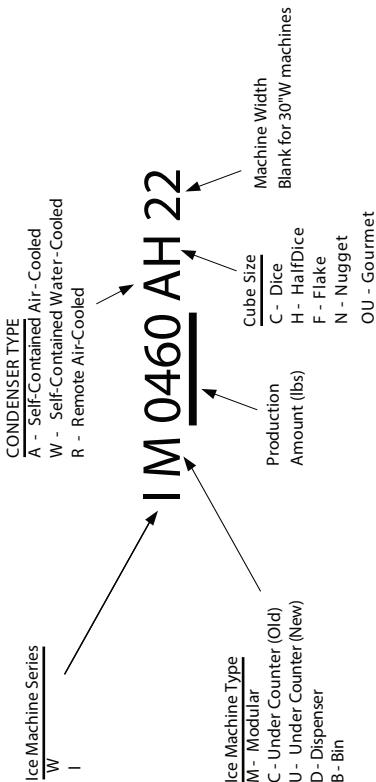 Ice Machine Series
W
I
CONDENSER TYPE
A - Self-Contained Air-Cooled
W - Self-Contained Water-Cooled
R - Remote Air-Cooled
I M 0460 AH 22
Ice Machine Type
M - Modular
C - Under Counter (Old)
U - Under Counter (New)
D - Dispenser
B - Bin
Production
Amount (lbs)
Cube Size
C - Dice
H - HalfDice
F - Flake
N - Nugget
OU - Gourmet
Machine Width
Blank for 30"W machines